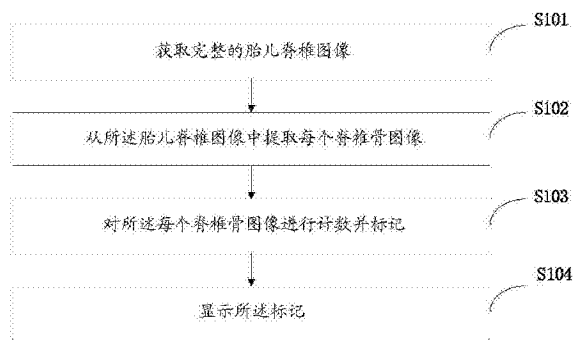 S101
获取完整的胎儿脊椎图像
S102
从所述胎儿脊椎图像中提取每个脊椎骨图像
S103
对所述每个脊椎骨图像进行计数并标记
S104
显示所述标记